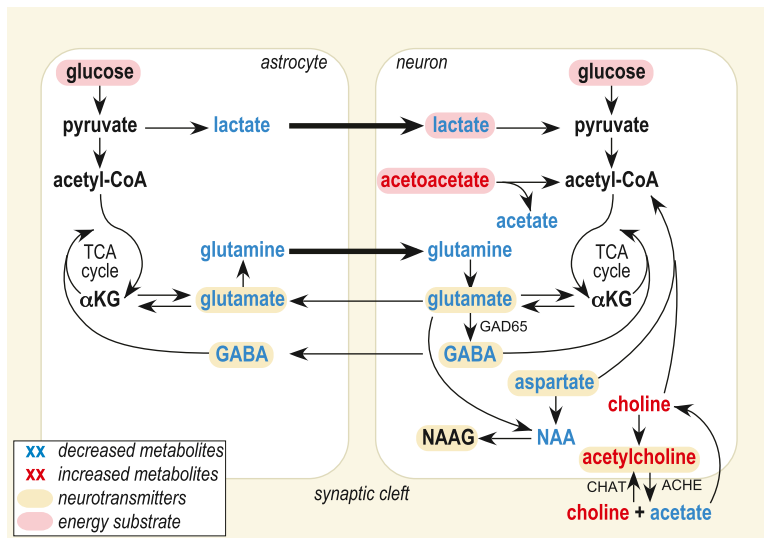 astrocyte
neuron
glucose
glucose
pyruvate
lactate
lactate
pyruvate
acetyl-CoA
acetoacetate
acetyl-CoA
acetate
TCA
cycle
glutamine
glutamine
TCA
cycle
αKG
glutamate
glutamate
αKG
GAD65
GABA
GABA
aspartate
choline
NAAG
NAA
acetylcholine
CHAT
ACHE
choline + acetate
synaptic cleft
xx decreased metabolites
xx increased metabolites
neurotransmitters
energy substrate